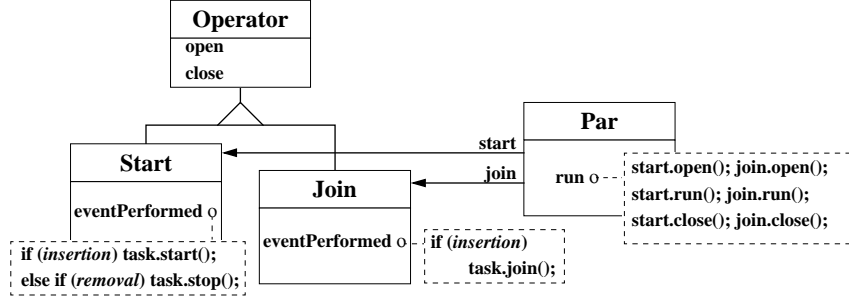 Operator
open
close
Par
start
Start
join
run
start.open(); join.open();
start.run(); join.run();
start.close(); join.close();
Join
eventPerformed
eventPerformed
if (insertion) task.start();
else if (removal) task.stop();
if (insertion)
task.join();